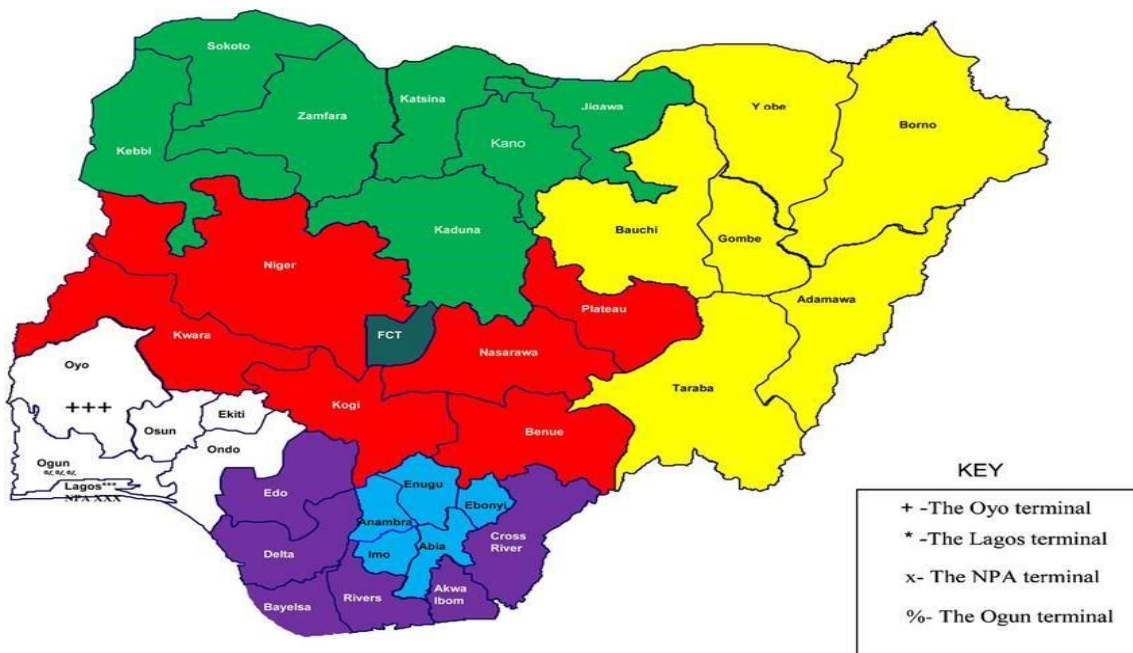 Sokoto
Katsina
Jigawa
Y obe
Zamfara
Borno
Kano
Kebbi
Kaduna
Bauchi
Gombe
Niger
Adamawa
Plateau
FCT
Kwara
Nasarawa
Oyo
+++
Taraba
Kogi
Ekiti
Osun
Benue
Ondo
Ogun
%%%
Lagos***
NPA XXX
Edo
Enugu
Ebonyi
Anambra
Cross
River
Delta
Imo
Abia
Akwa
Ibom
Rivers
Bayelsa
KEY
+ -The Oyo terminal
* -The Lagos terminal
x- The NPA terminal
%- The Ogun terminal